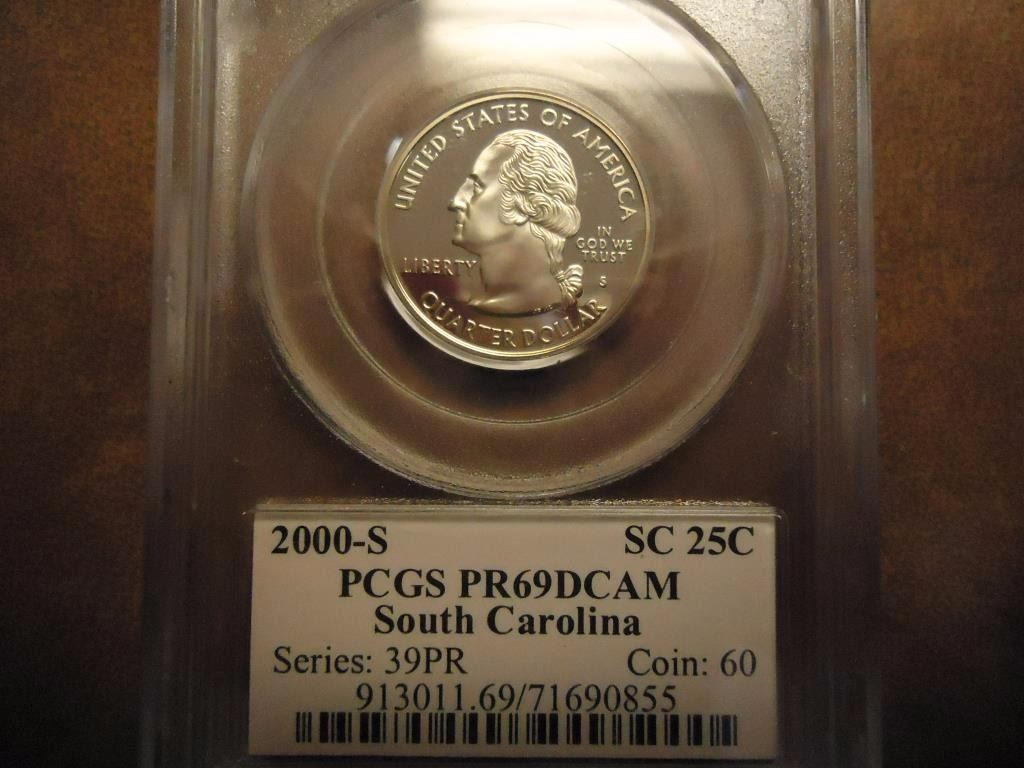 UNITED STATES OF AMERICA
IN
GOD WE
TRUST
LIBERTY
S
QUARTER DOLLAR
2000-S SC 25C
PCGS PR69DCAM
South Carolina
Series: 39PR Coin: 60
913011.69/71690855